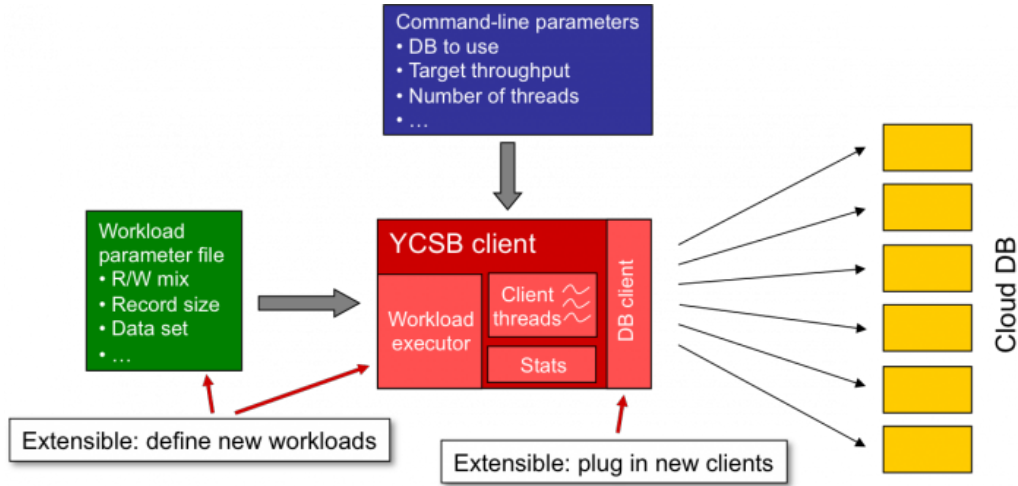 Command-line parameters
• DB to use
• Target throughput
• Number of threads
• ...
Workload
parameter file
• R/W mix
• Record size
• Data set
• ...
YCSB client
Workload
executor
Client
threads
Stats
DB client
Cloud DB
Extensible: define new workloads
Extensible: plug in new clients